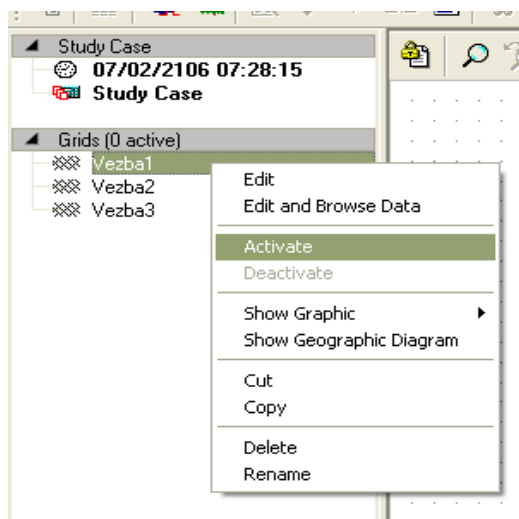 Study Case
07/02/2106 07:28:15
Study Case
Grids (0 active)
Vezba1
Vezba2
Vezba3
Edit
Edit and Browse Data
Activate
Deactivate
Show Graphic
Show Geographic Diagram
Cut
Copy
Delete
Rename